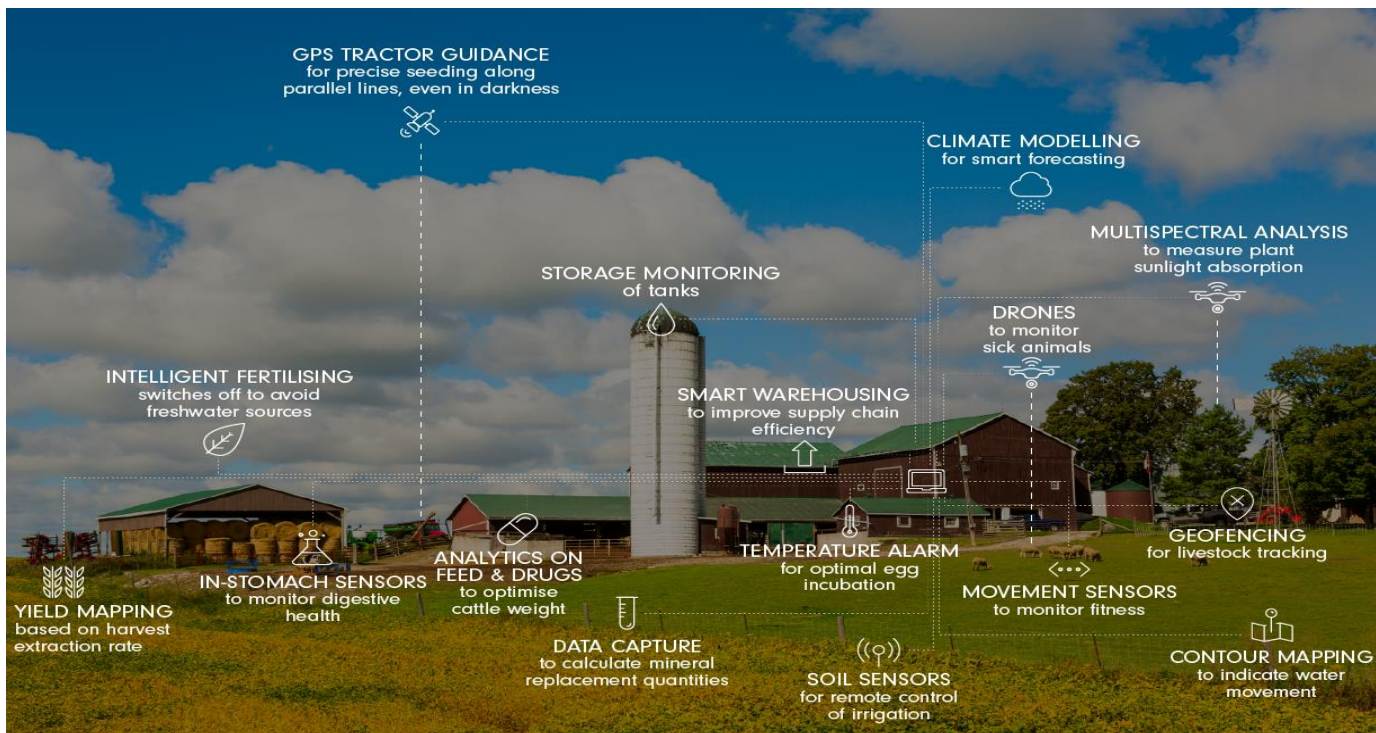 GPS TRACTOR GUIDANCE
for precise seeding along
parallel lines, even in darkness
CLIMATE MODELLING
for smart forecasting
MULTISPECTRAL ANALYSIS
to measure plant
sunlight absorption
STORAGE MONITORING
of tanks
DRONES
to monitor
sick animals
INTELLIGENT FERTILISING
switches off to avoid
freshwater sources
SMART WAREHOUSING
to improve supply chain
efficiency
GEOFENCING
for livestock tracking
TEMPERATURE ALARM
for optimal egg
incubation
ANALYTICS ON
FEED & DRUGS
to optimise
cattle weight
IN-STOMACH SENSORS
to monitor digestive
health
MOVEMENT SENSORS
to monitor fitness
YIELD MAPPING
based on harvest
extraction rate
DATA CAPTURE
to calculate mineral
replacement quantities
SOIL SENSORS
for remote control
of irrigation
CONTOUR MAPPING
to indicate water
movement